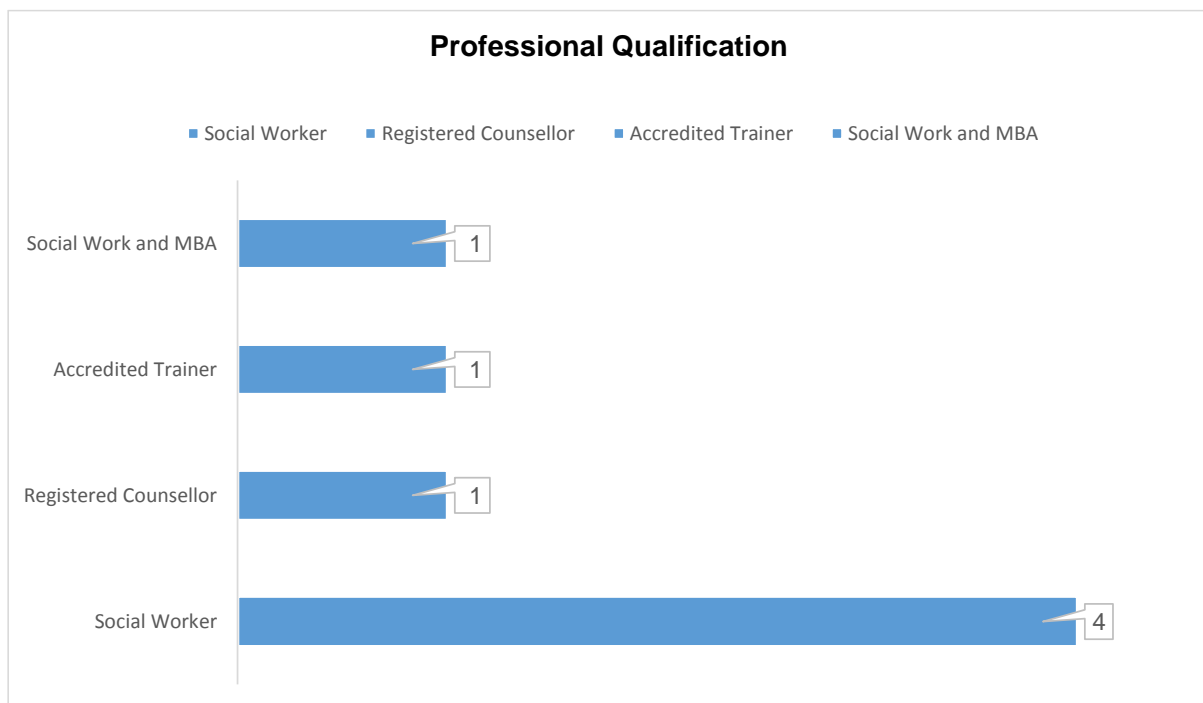 Professional Qualification
Social Worker Registered Counsellor Accredited Trainer Social Work and MBA
Social Work and MBA 1
Accredited Trainer 1
Registered Counsellor 1
Social Worker 4